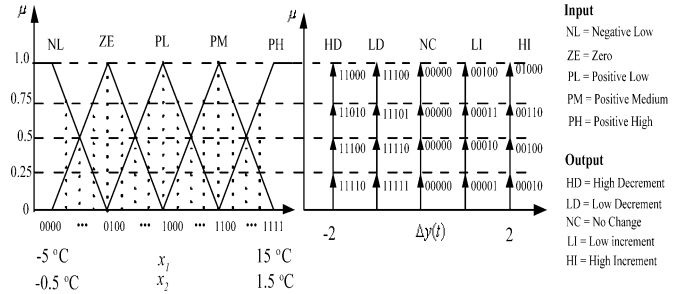 μ
NL ZE PL PM PH
1.0
0.75
0.5
0.25
0
0000 ••• 0100 ••• 1000 ••• 1100 ••• 1111
-5 °C x1 15 °C
-0.5 °C x2 1.5 °C
μ
HD LD NC LI HI
11000 11100 00000 00100 01000
11010 11101 00000 00011 00110
11100 11110 00000 00010 00100
11110 11111 00000 00001 00010
-2 Δy(t) 2
Input
NL = Negative Low
ZE = Zero
PL = Positive Low
PM = Positive Medium
PH = Positive High
Output
HD = High Decrement
LD = Low Decrement
NC = No Change
LI = Low increment
HI = High Increment